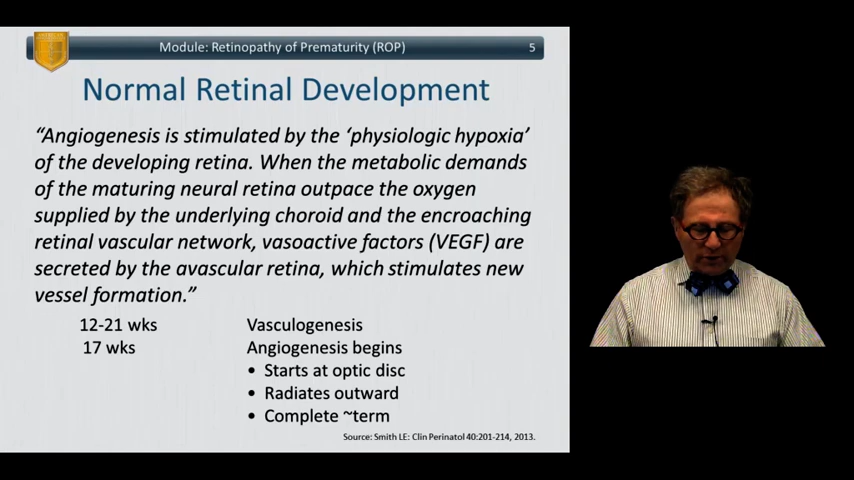 Module: Retinopathy of Prematurity (ROP) 5
Normal Retinal Development
“Angiogenesis is stimulated by the ‘physiologic hypoxia’
of the developing retina. When the metabolic demands
of the maturing neural retina outpace the oxygen
supplied by the underlying choroid and the encroaching
retinal vascular network, vasoactive factors (VEGF) are
secreted by the avascular retina, which stimulates new
vessel formation.”
12-21 wks Vasculogenesis
17 wks Angiogenesis begins
• Starts at optic disc
• Radiates outward
• Complete ~term
Source: Smith LE: Clin Perinatol 40:201-214, 2013.